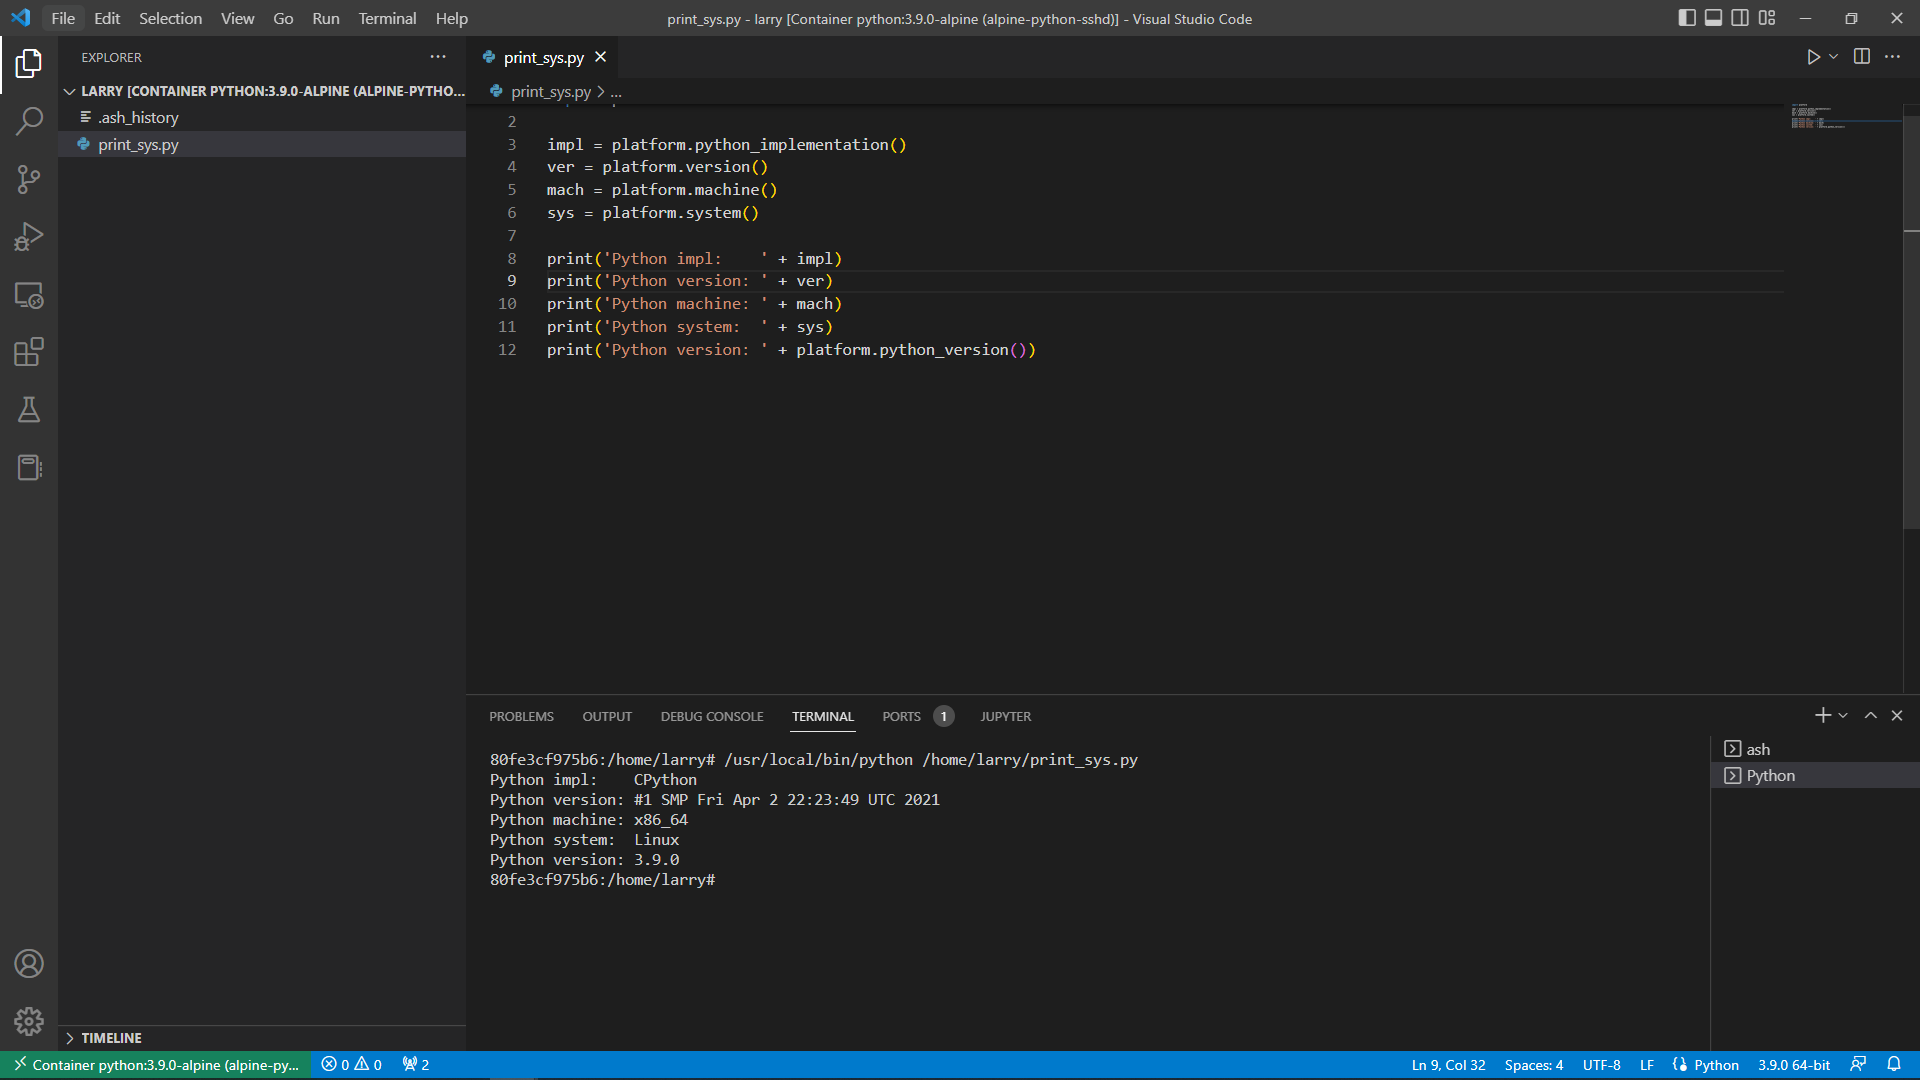 File Edit Selection View Go Run Terminal Help
print_sys.py - larry [Container python:3.9.0-alpine (alpine-python-sshd)] - Visual Studio Code
EXPLORER
LARRY [CONTAINER PYTHON:3.9.0-ALPINE (ALPINE-PYTHO...
.ash_history
print_sys.py
print_sys.py
print_sys.py > ...
2
3 impl = platform.python_implementation()
4 ver = platform.version()
5 mach = platform.machine()
6 sys = platform.system()
7
8 print('Python impl:    ' + impl)
9 print('Python version: ' + ver)
10 print('Python machine: ' + mach)
11 print('Python system:  ' + sys)
12 print('Python version: ' + platform.python_version())
PROBLEMS OUTPUT DEBUG CONSOLE TERMINAL PORTS 1 JUPYTER
80fe3cf975b6:/home/larry# /usr/local/bin/python /home/larry/print_sys.py
Python impl:    CPython
Python version: #1 SMP Fri Apr 2 22:23:49 UTC 2021
Python machine: x86_64
Python system:  Linux
Python version: 3.9.0
80fe3cf975b6:/home/larry#
ash
Python
TIMELINE
Container python:3.9.0-alpine (alpine-py... 0 0 2 Ln 9, Col 32 Spaces: 4 UTF-8 LF Python 3.9.0 64-bit